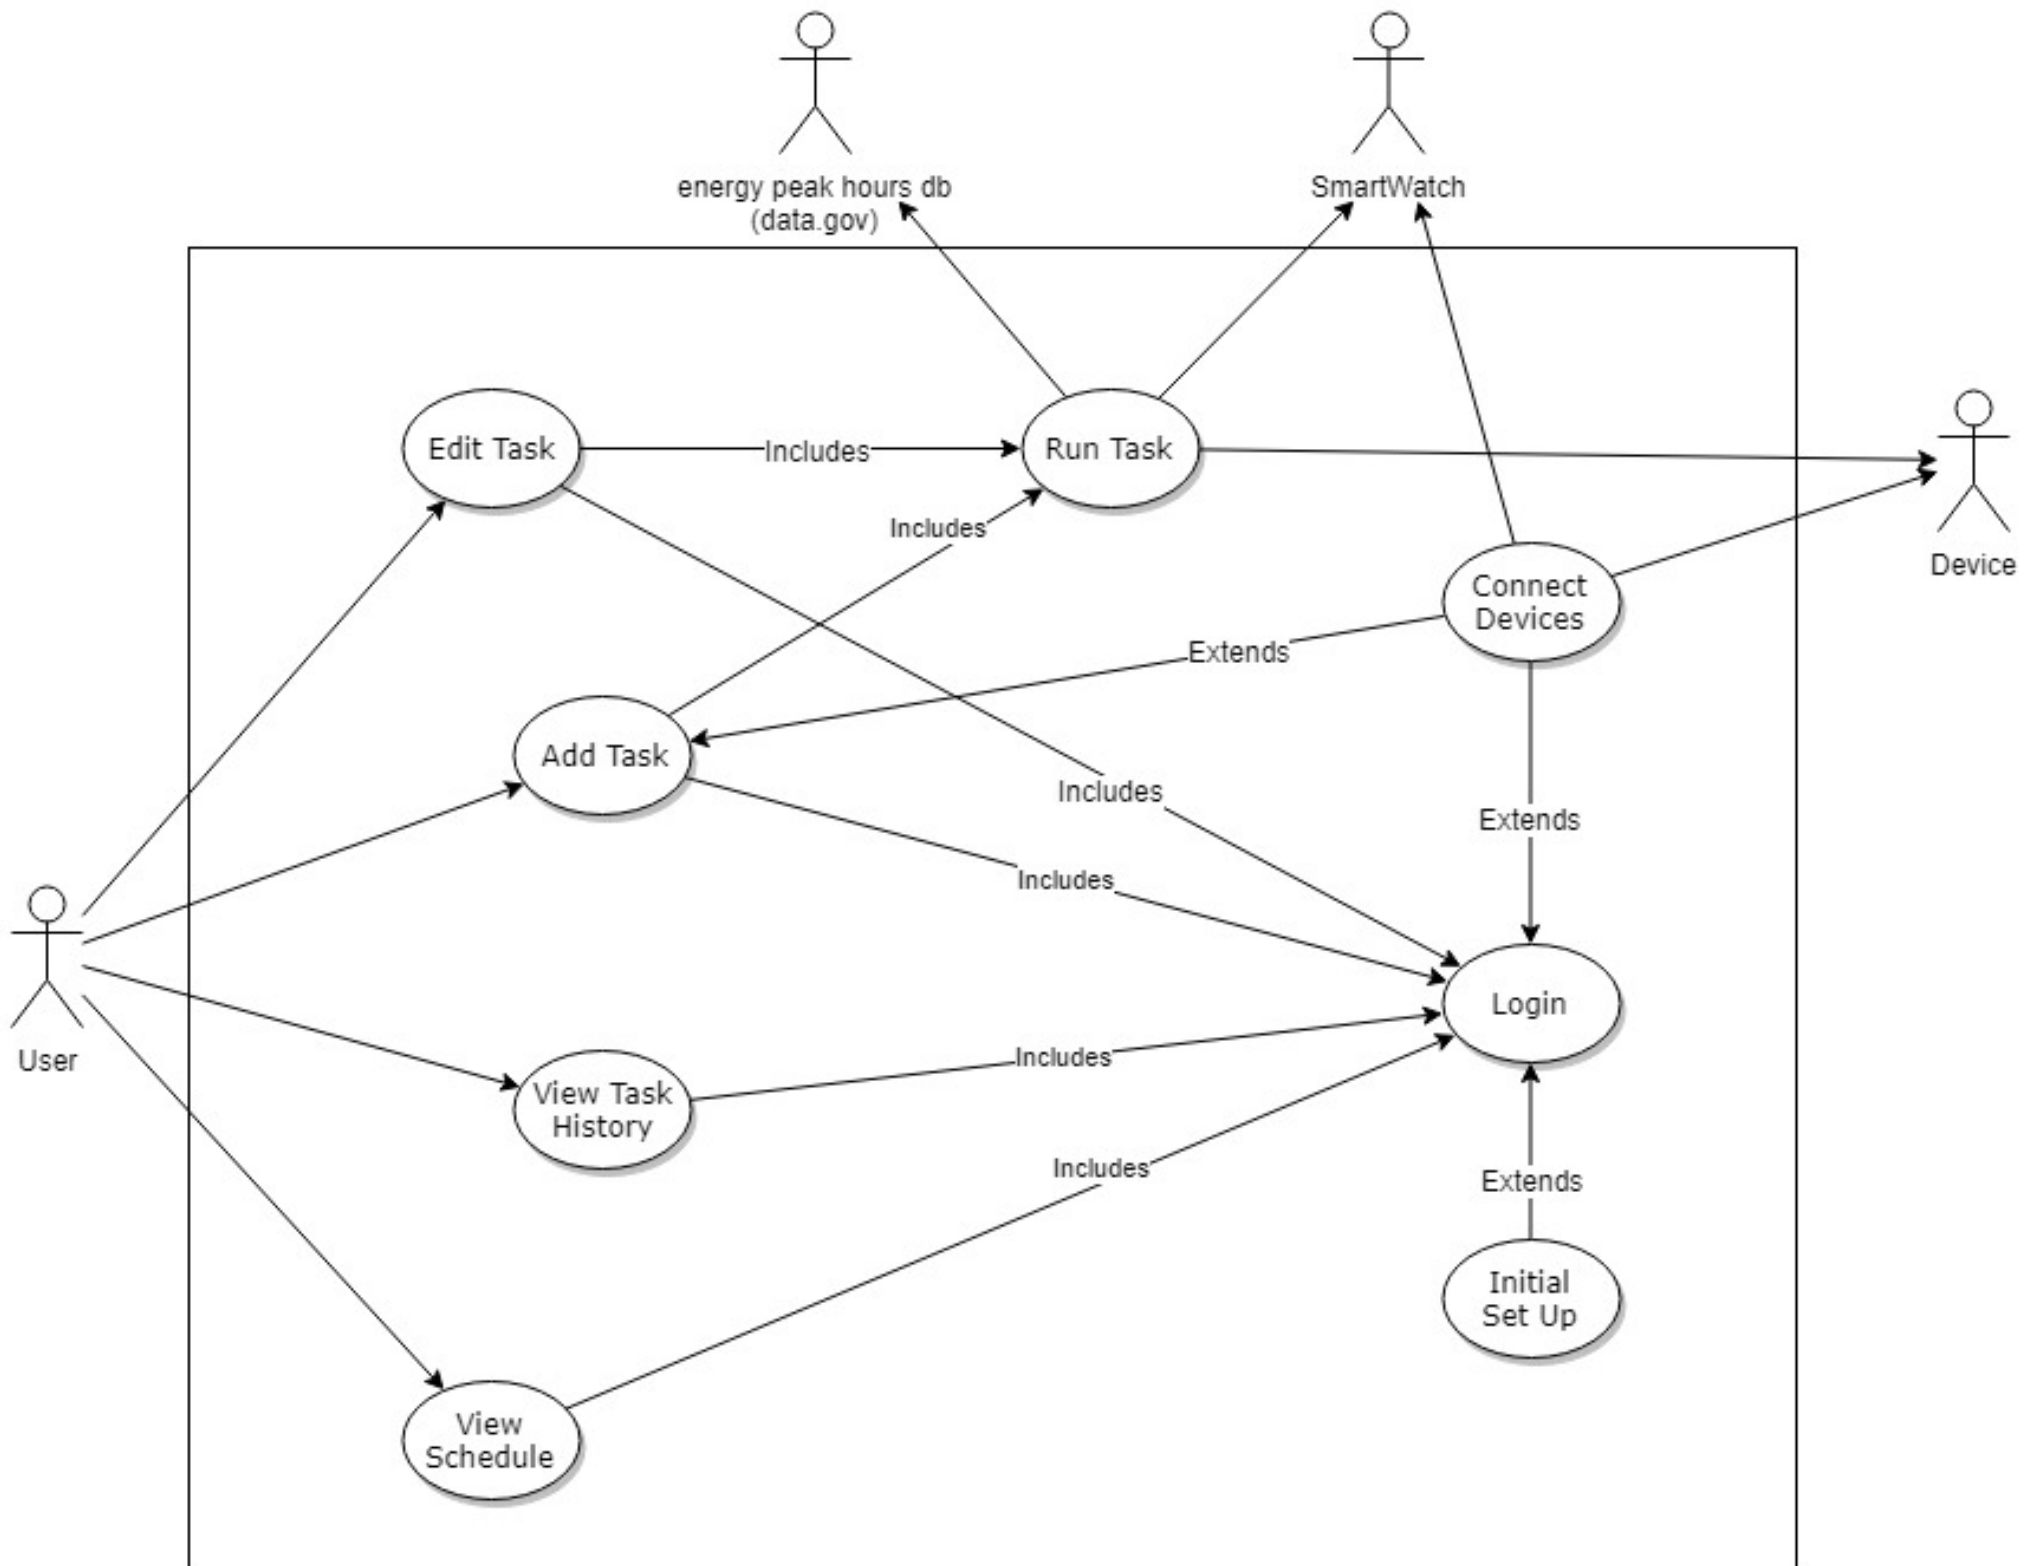 energy peak hours db
(data.gov)
SmartWatch
Edit Task
Includes
Run Task
Includes
Device
Connect
Devices
Extends
Add Task
Includes
Extends
Includes
Login
User
Includes
View Task
History
Includes
Extends
Initial
Set Up
View
Schedule